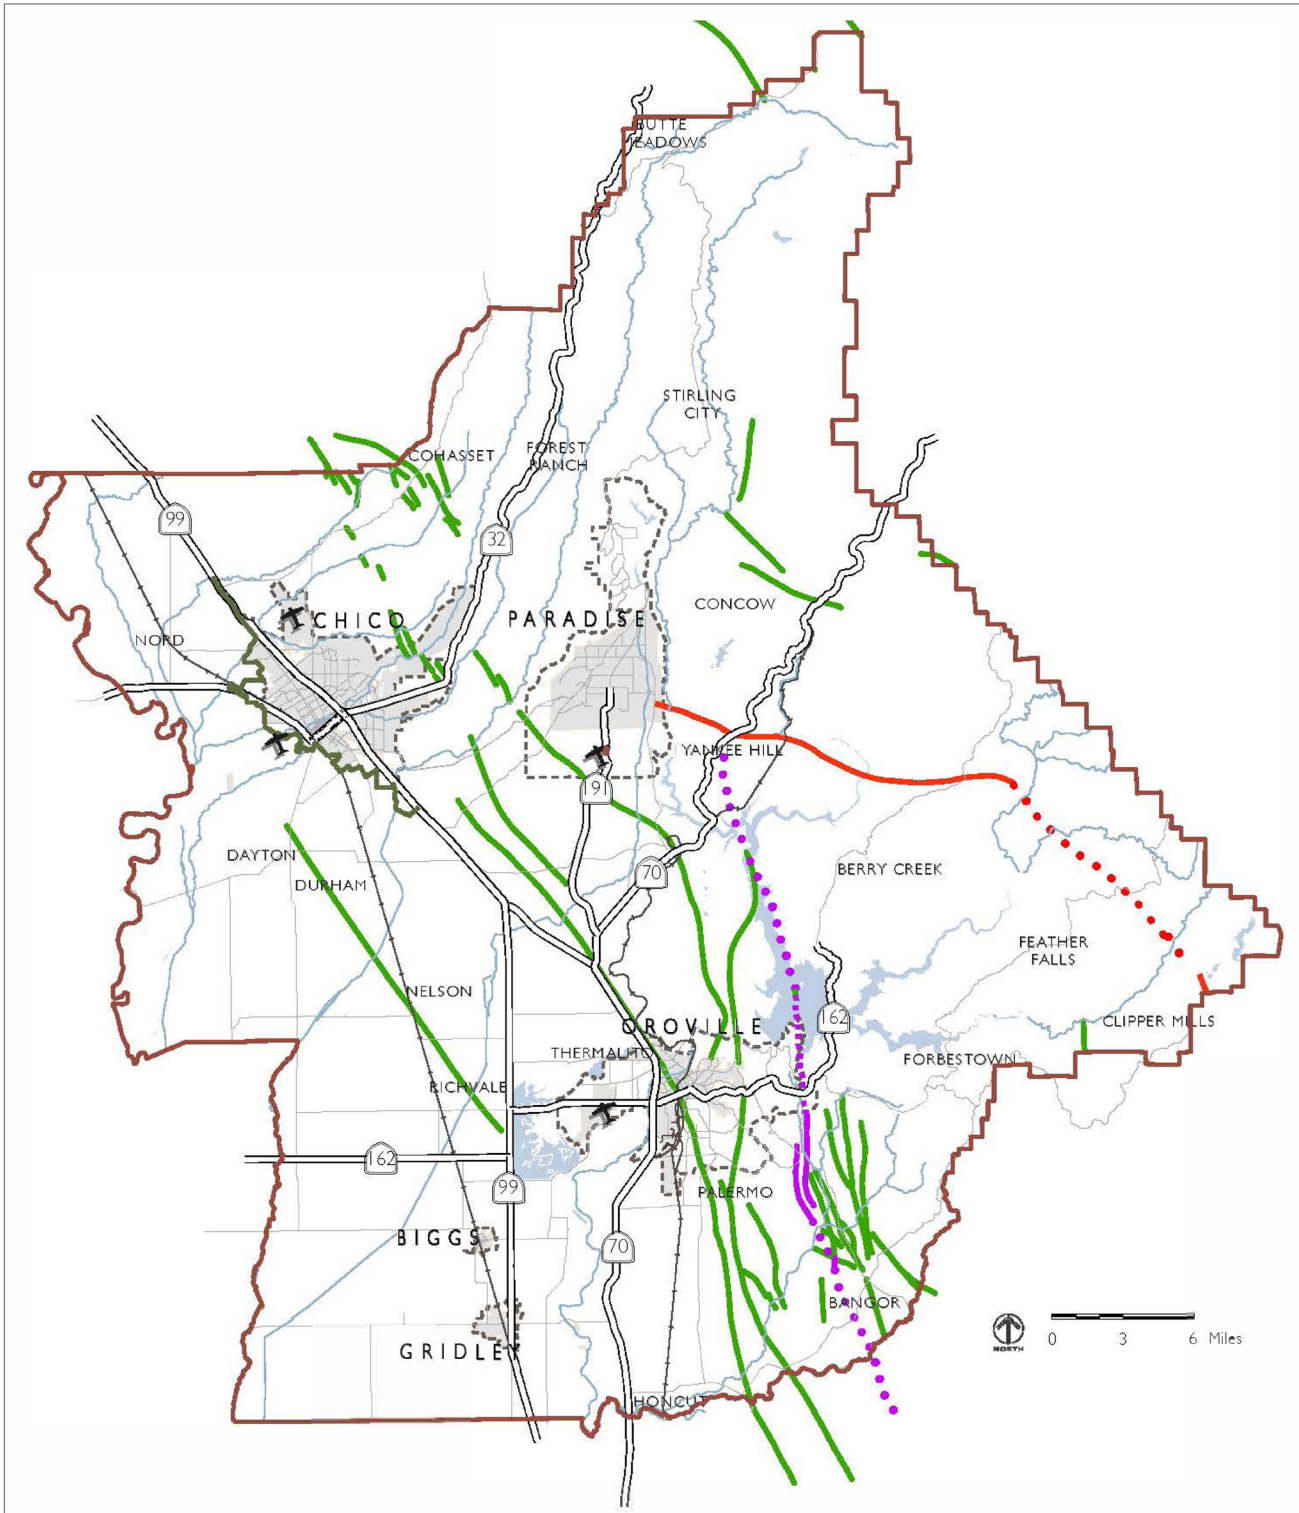 BUTTE
MEADOWS
STIRLING
CITY
COHASSET
FOREST
RANCH
99
32
CONCOW
CHICO
PARADISE
NORD
YANKEE HILL
191
DAYTON
DURHAM
70
BERRY CREEK
FEATHER
FALLS
NELSON
162
CLIPPER MILLS
OROVILLE
THERMALITO
FORBESTOWN
RICHVALE
162
99
PALERMO
BIGGS
70
BANGOR
NORTH
0 3 6 Miles
GRIDLEY
HONCUT